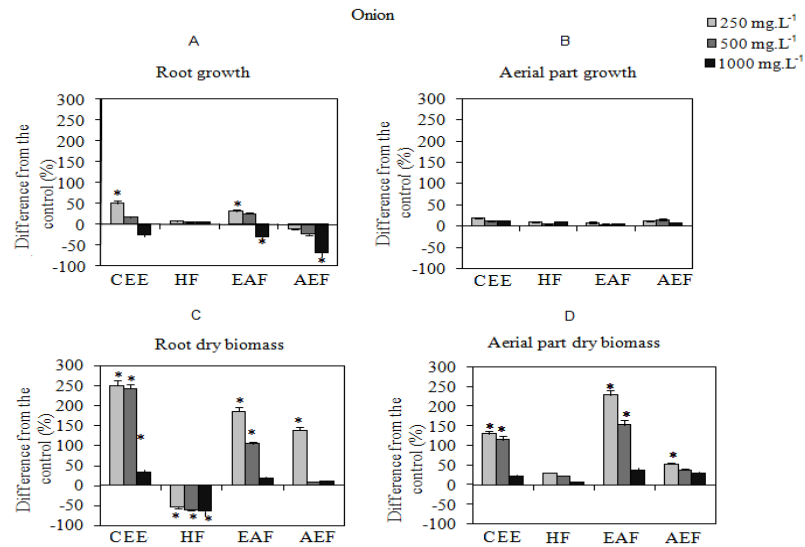 Onion
250 mg.L-1
500 mg.L-1
1000 mg.L-1
A
Root growth
Difference from the
control (%)
300
250
200
150
100
50
0
-50
-100
*
*
*
*
CEE HF EAF AEF
B
Aerial part growth
Difference from the
control (%)
300
250
200
150
100
50
0
-50
-100
CEE HF EAF AEF
C
Root dry biomass
Difference from the
control (%)
300
250
200
150
100
50
0
-50
-100
* *
*
* * *
*
*
*
CEE HF EAF AEF
D
Aerial part dry biomass
Difference from the
control (%)
300
250
200
150
100
50
0
-50
-100
* *
*
*
*
CEE HF EAF AEF